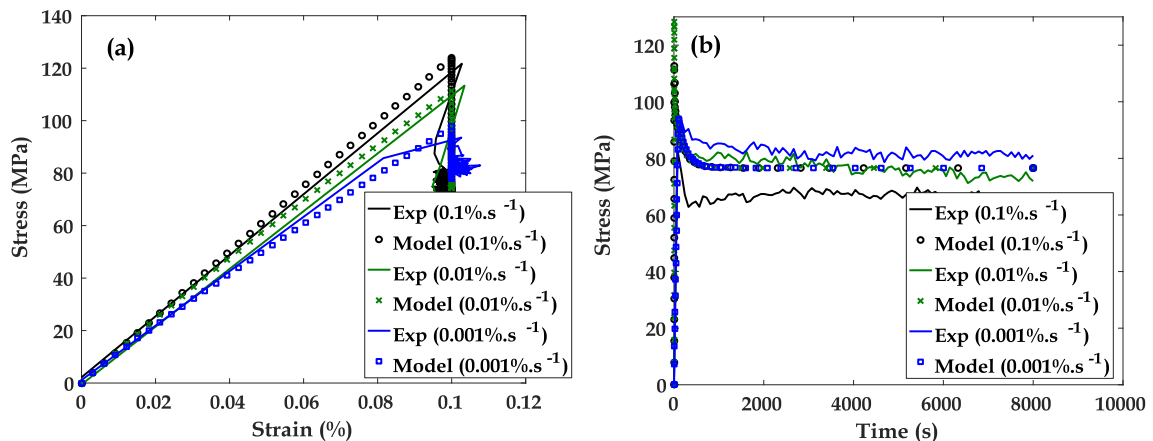 (a)
Stress (MPa)
140
120
100
80
60
40
20
0
0
0.02
0.04
0.06
0.08
0.1
0.12
Strain (%)
Exp (0.1%.s⁻¹)
Model (0.1%.s⁻¹)
Exp (0.01%.s⁻¹)
Model (0.01%.s⁻¹)
Exp (0.001%.s⁻¹)
Model (0.001%.s⁻¹)
(b)
Stress (MPa)
120
100
80
60
40
20
0
0
2000
4000
6000
8000
10000
Time (s)
Exp (0.1%.s⁻¹)
Model (0.1%.s⁻¹)
Exp (0.01%.s⁻¹)
Model (0.01%.s⁻¹)
Exp (0.001%.s⁻¹)
Model (0.001%.s⁻¹)